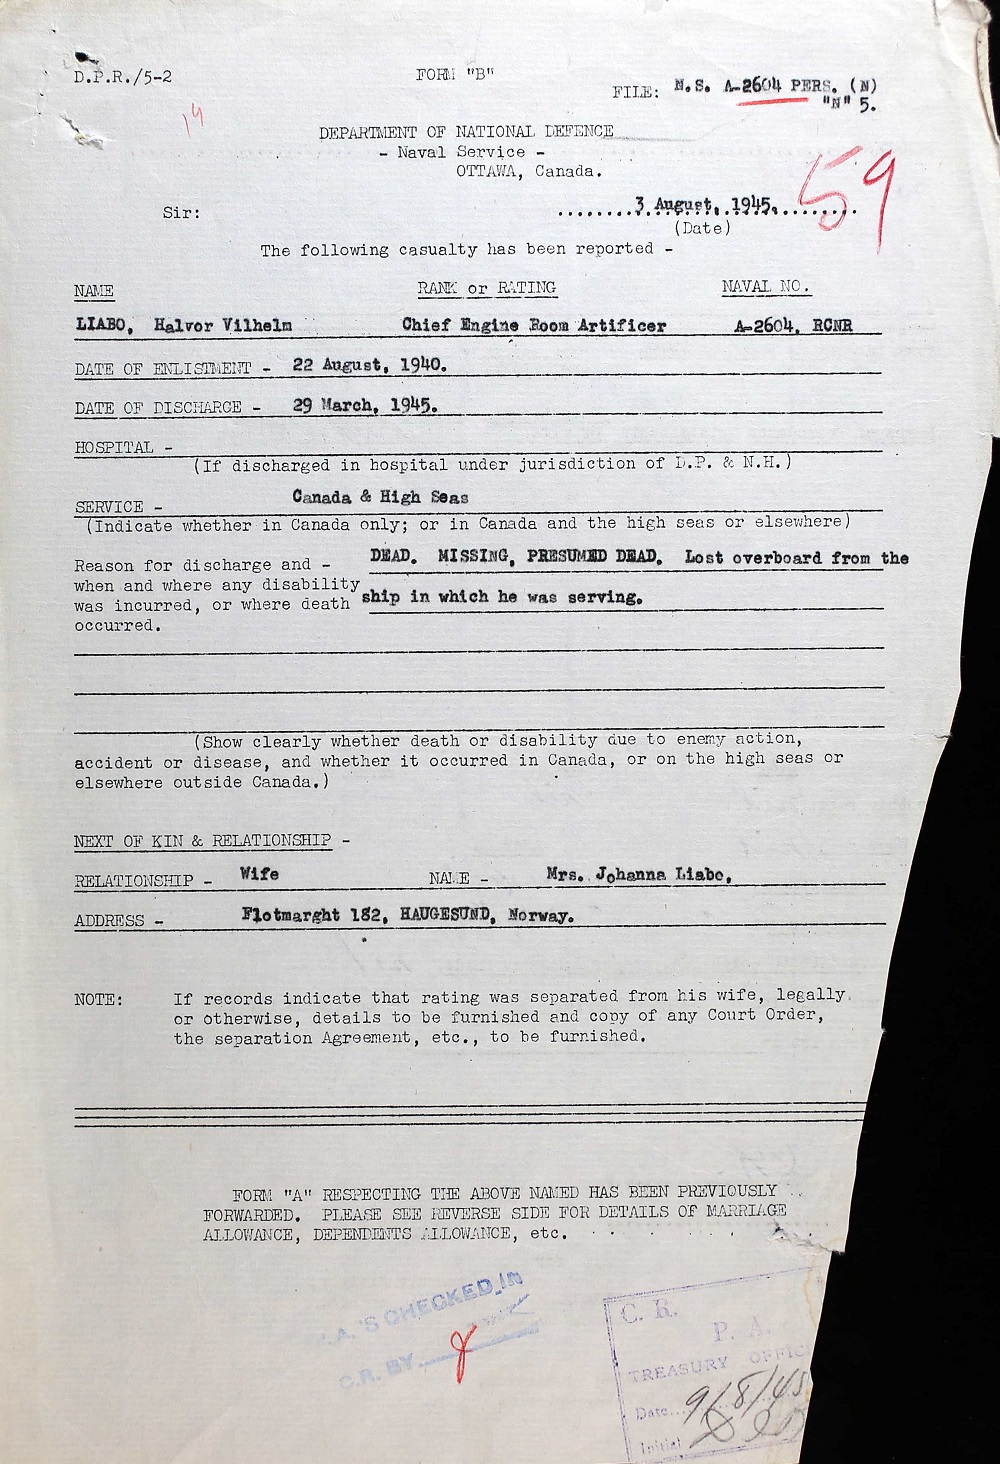 D.P.R./5-2
FORM "B"
FILE: N.S. A-2604 PERS. (N)
"N" 5.
19
DEPARTMENT OF NATIONAL DEFENCE
- Naval Service -
OTTAWA, Canada.
59
Sir:
3 August, 1945.
(Date)
The following casualty has been reported -
NAME RANK or RATING NAVAL NO.
LIABO, Halvor Vilhelm Chief Engine Room Artificer A-2604, RCNR
DATE OF ENLISTMENT - 22 August, 1940.
DATE OF DISCHARGE - 29 March, 1945.
HOSPITAL -
(If discharged in hospital under jurisdiction of D.P. & N.H.)
SERVICE - Canada & High Seas
(Indicate whether in Canada only; or in Canada and the high seas or elsewhere)
Reason for discharge and - DEAD. MISSING, PRESUMED DEAD. Lost overboard from the
when and where any disability
was incurred, or where death ship in which he was serving.
occurred.
(Show clearly whether death or disability due to enemy action,
accident or disease, and whether it occurred in Canada, or on the high seas or
elsewhere outside Canada.)
NEXT OF KIN & RELATIONSHIP -
RELATIONSHIP - Wife NAME - Mrs. Johanna Liabo,
ADDRESS - Flotmarght 182, HAUGESUND, Norway.
NOTE: If records indicate that rating was separated from his wife, legally
or otherwise, details to be furnished and copy of any Court Order,
the separation Agreement, etc., to be furnished.
FORM "A" RESPECTING THE ABOVE NAMED HAS BEEN PREVIOUSLY
FORWARDED. PLEASE SEE REVERSE SIDE FOR DETAILS OF MARRIAGE
ALLOWANCE, DEPENDENTS ALLOWANCE, etc.
.A.'S CHECKED IN
C.R. BY
C. R.
P. A.
TREASURY OFFIC
Date 9/8/45
Initial